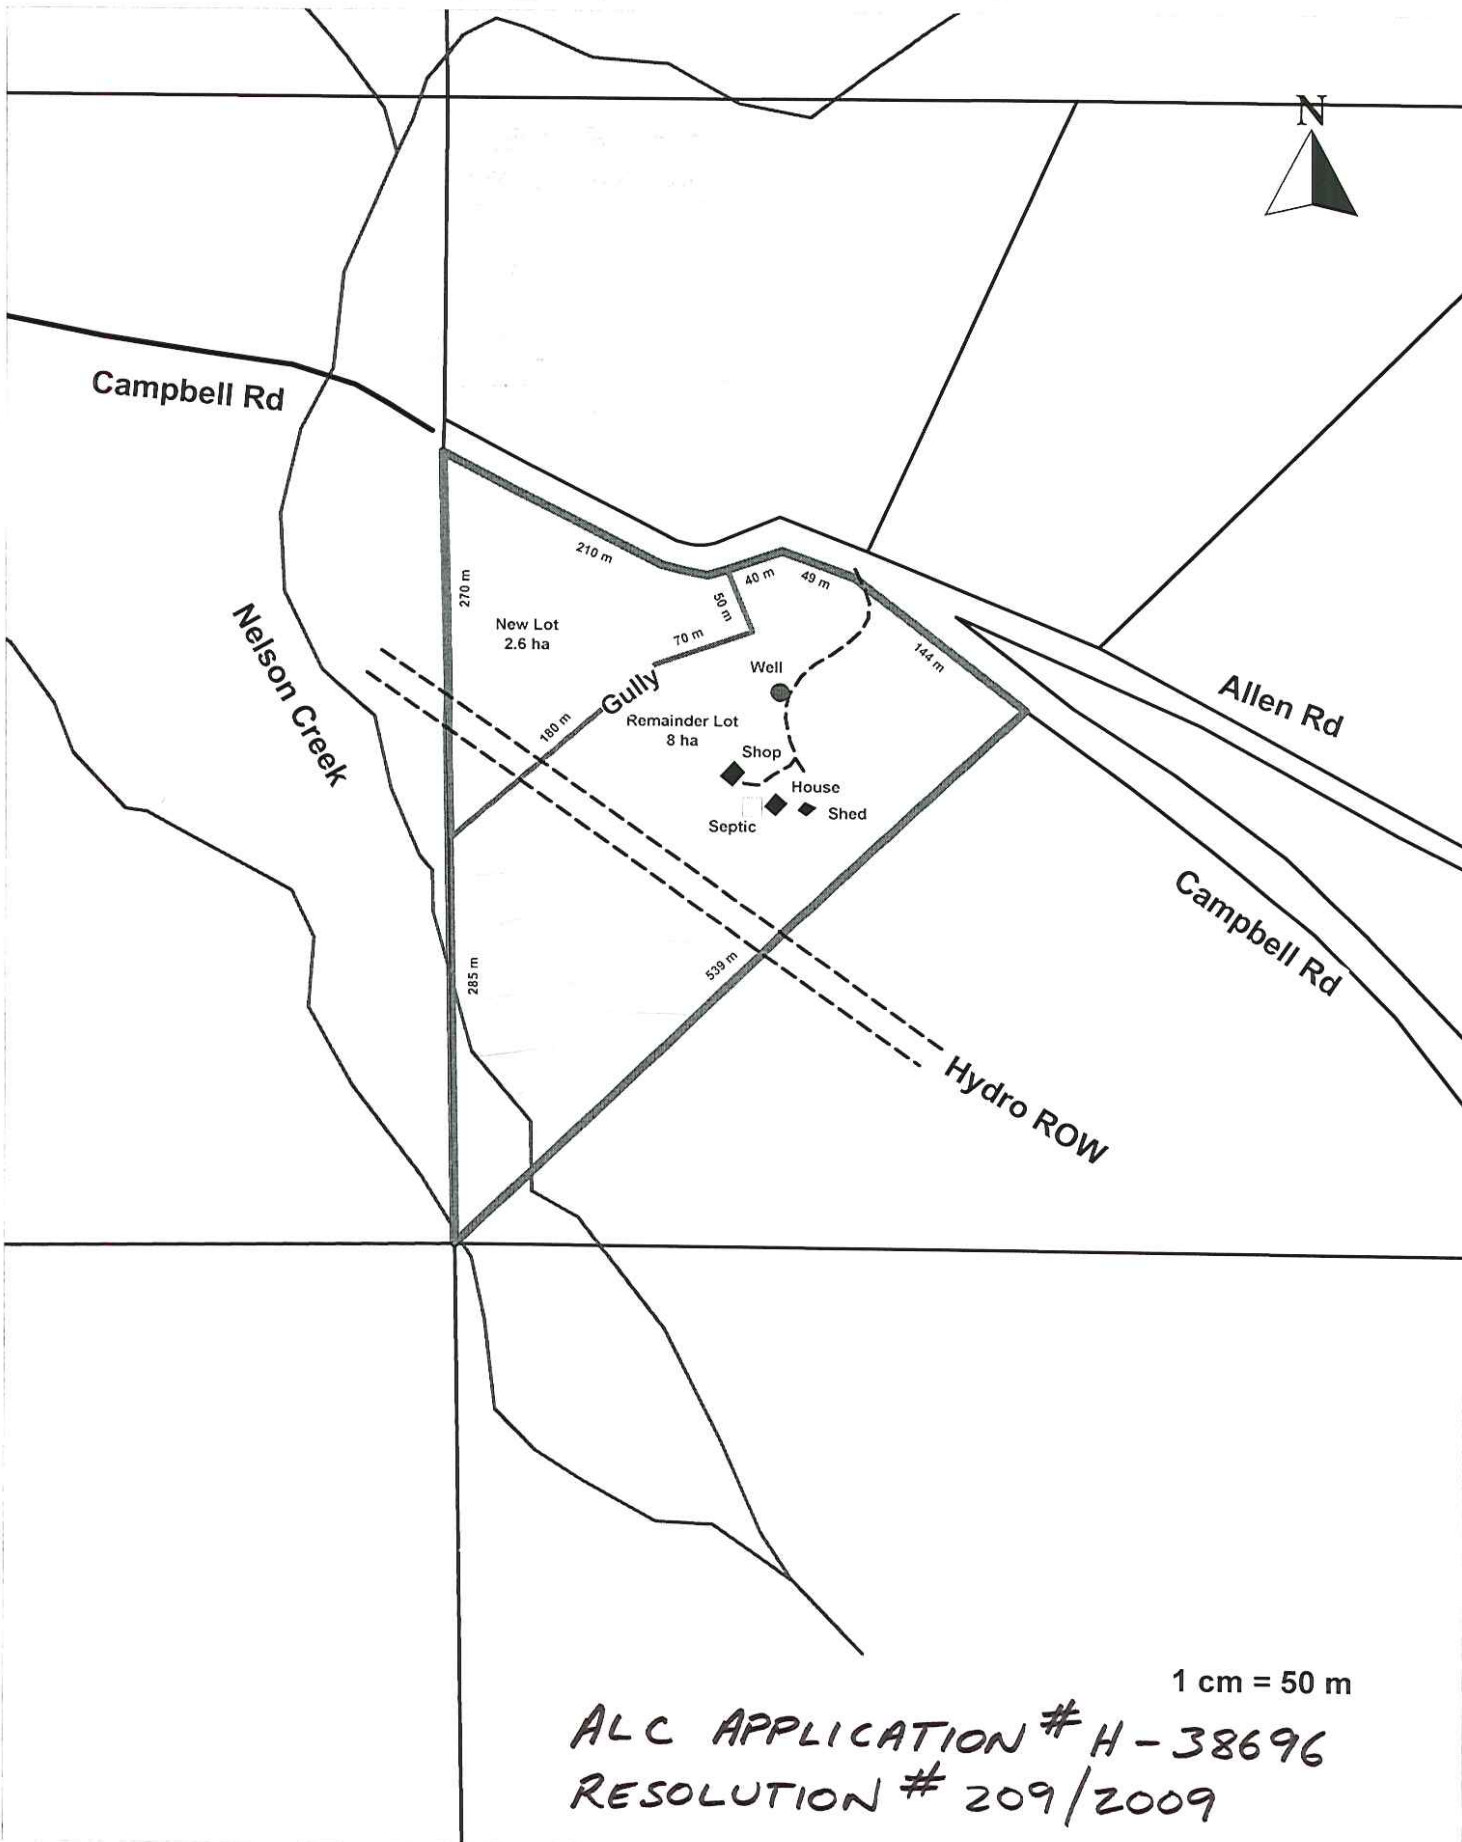 N
Campbell Rd
210 m
40 m
49 m
270 m
50 m
New Lot
2.6 ha
70 m
144 m
Nelson Creek
Well
Gully
Allen Rd
180 m
Remainder Lot
8 ha
Shop
House
Shed
Septic
Campbell Rd
539 m
285 m
Hydro ROW
1 cm = 50 m
ALC APPLICATION # H-38696
RESOLUTION # 209/2009